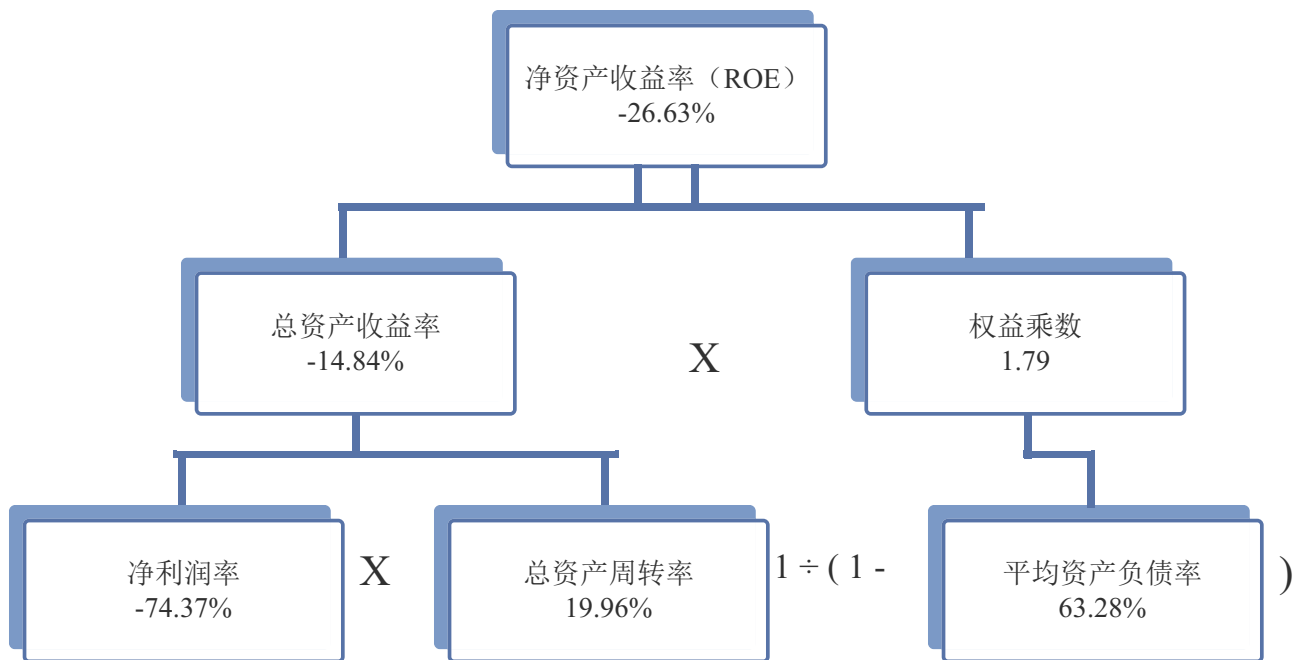 净资产收益率（ROE）
-26.63%
总资产收益率
-14.84%
X
权益乘数
1.79
净利润率
-74.37%
X
总资产周转率
19.96%
1 ÷ ( 1 -
平均资产负债率
63.28%
)